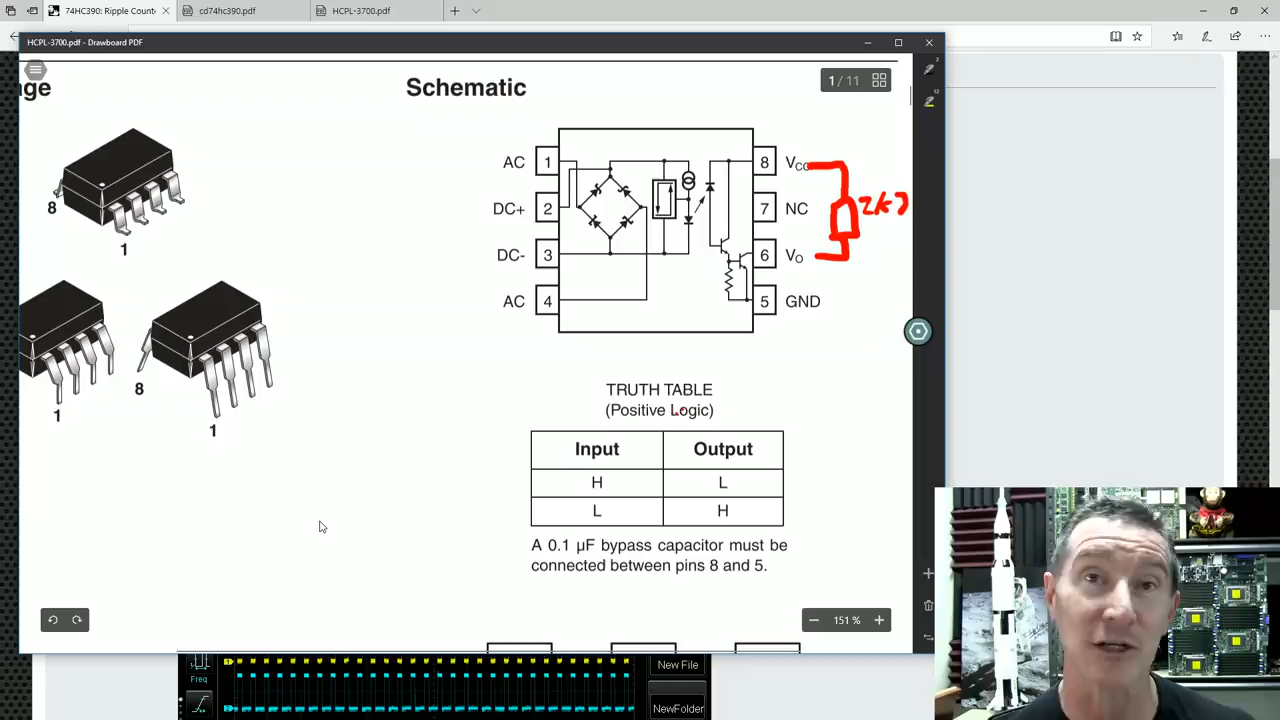 74HC390: Ripple Count
cd74hc390.pdf
HCPL-3700.pdf
HCPL-3700.pdf - Drawboard PDF
age
Schematic
1 / 11
8
1
1
8
1
AC 1
DC+ 2
DC- 3
AC 4
8 VCC
7 NC
6 VO
5 GND
TRUTH TABLE
(Positive Logic)
Input Output
H L
L H
A 0.1 µF bypass capacitor must be
connected between pins 8 and 5.
151 %
Freq
New File
NewFolder